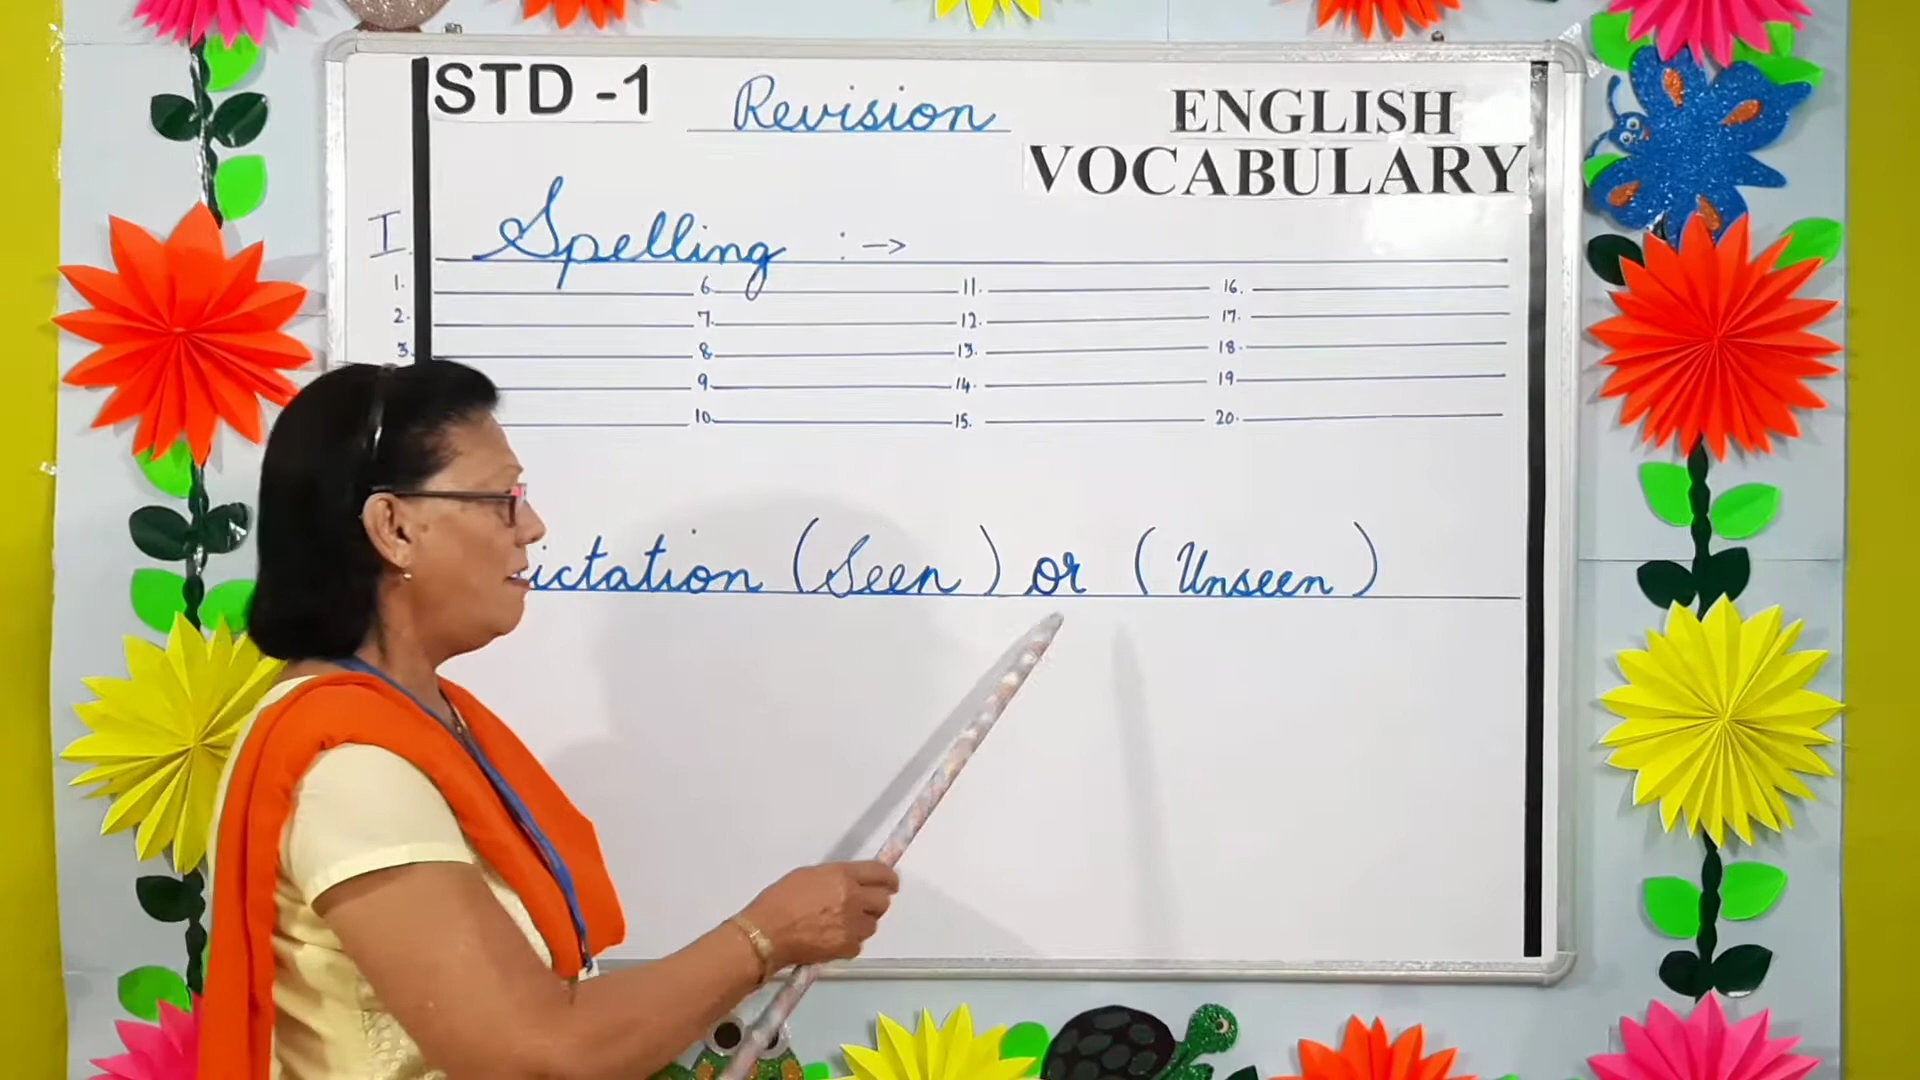 STD -1
Revision
ENGLISH
VOCABULARY
I. Spelling :->
1. 6. 11. 16.
2. 7. 12. 17.
3. 8. 13. 18.
9. 14. 19
10. 15. 20.
ictation (Seen) or (Unseen)